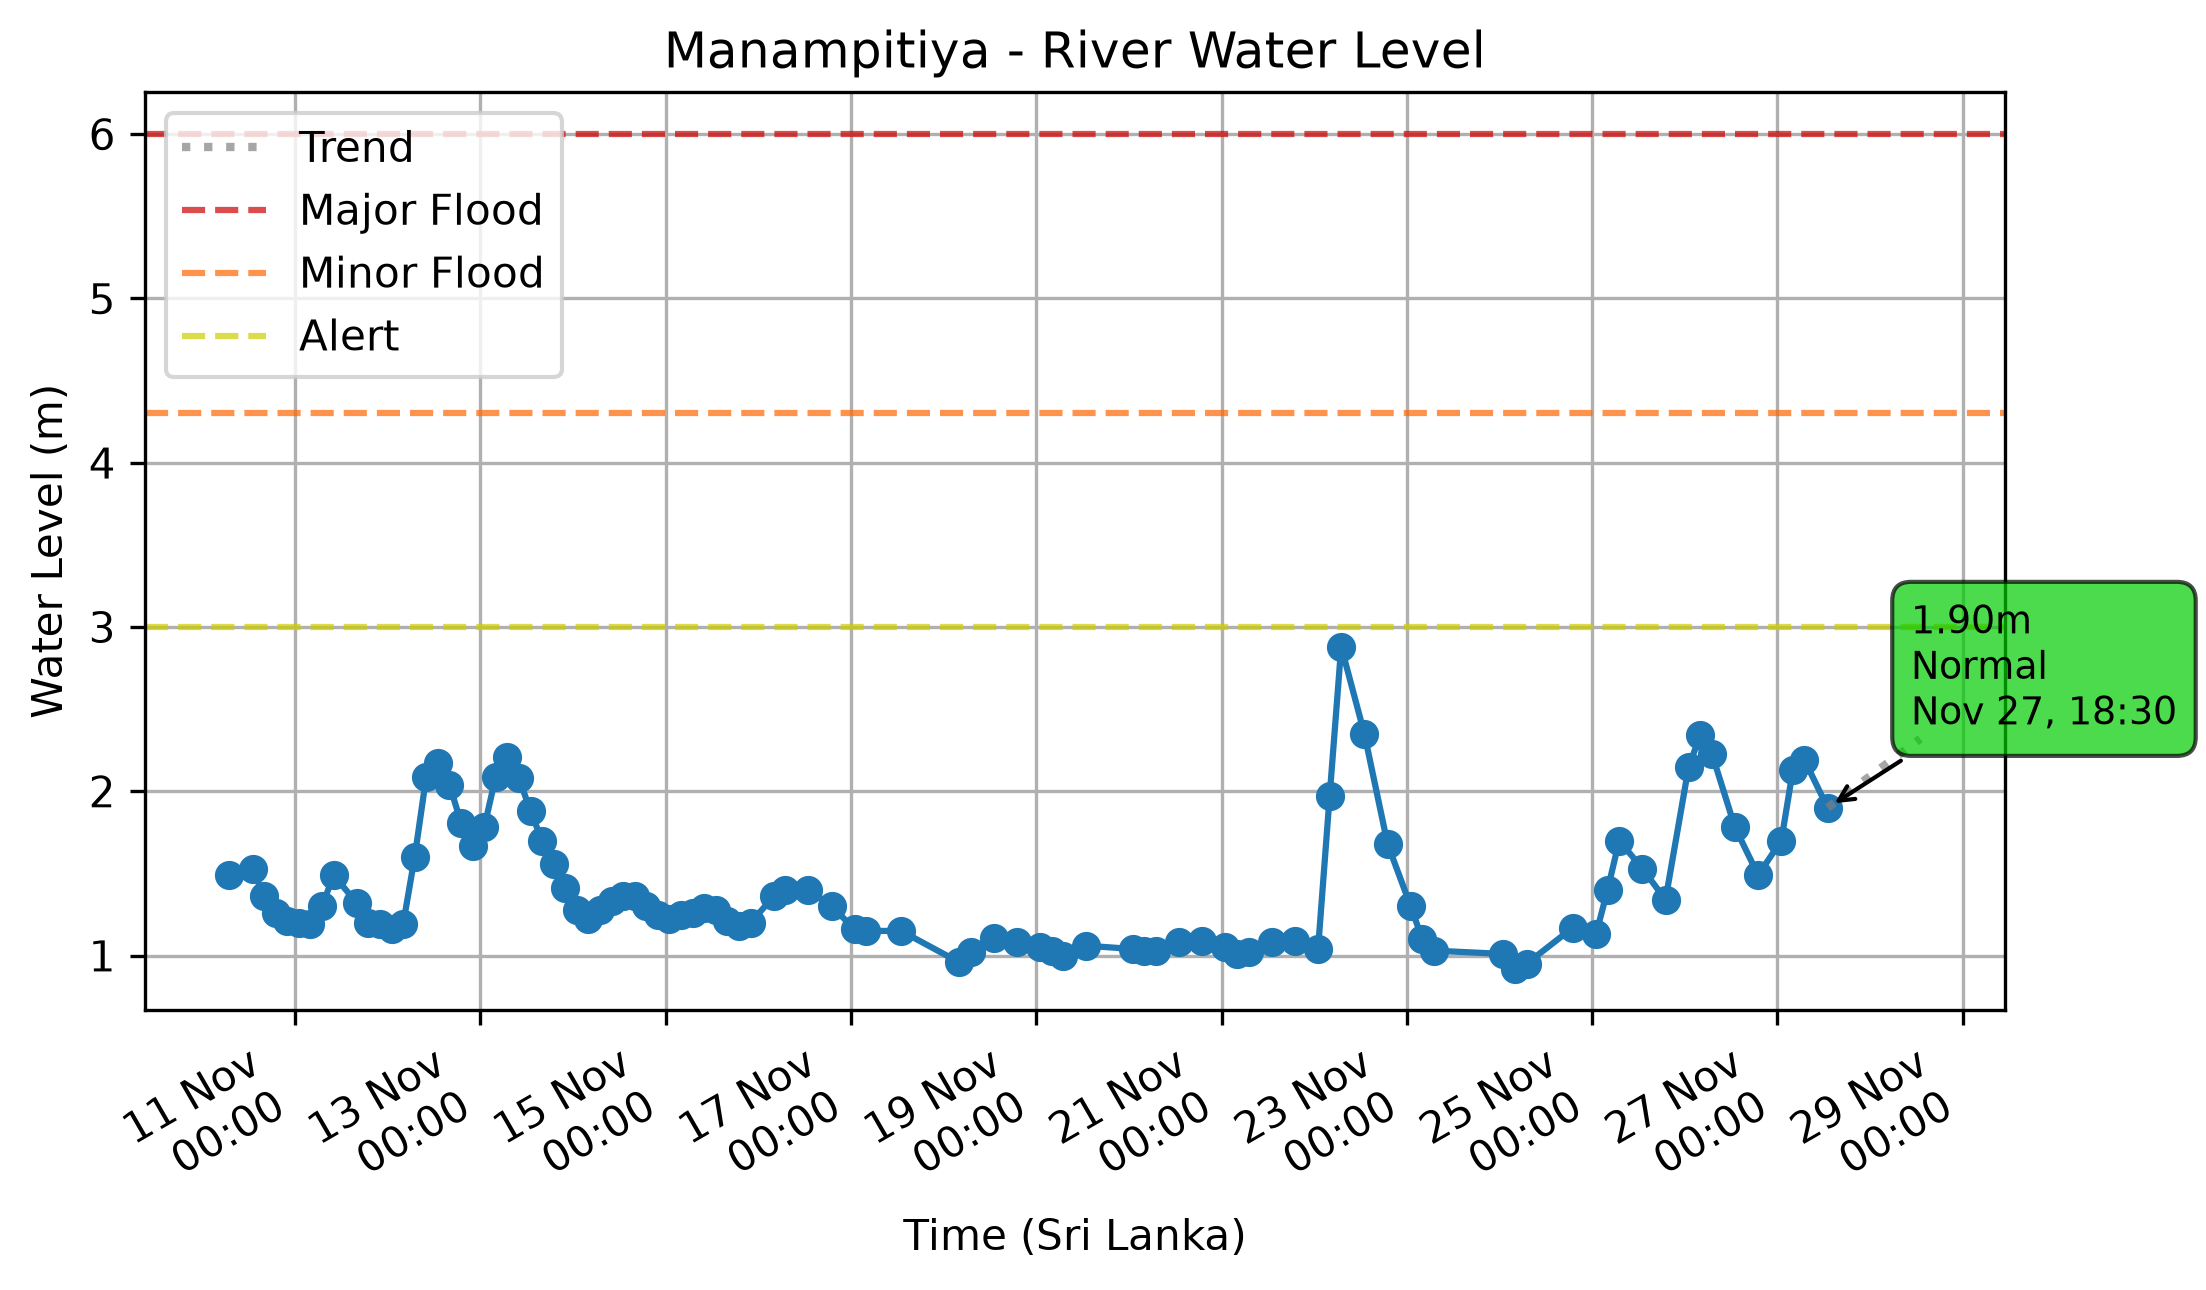 Manampitiya - River Water Level
Trend
Major Flood
Minor Flood
Alert
6
5
4
3
2
1
Water Level (m)
1.90m
Normal
Nov 27, 18:30
11 Nov
00:00
13 Nov
00:00
15 Nov
00:00
17 Nov
00:00
19 Nov
00:00
21 Nov
00:00
23 Nov
00:00
25 Nov
00:00
27 Nov
00:00
29 Nov
00:00
Time (Sri Lanka)